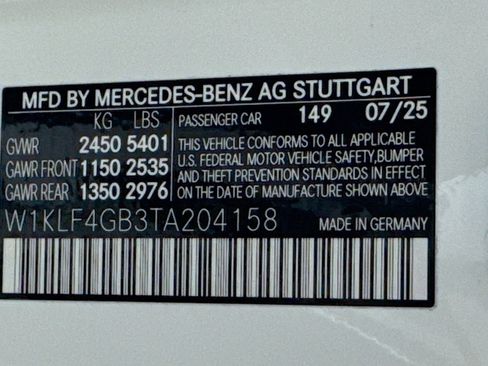 MFD BY MERCEDES-BENZ AG STUTTGART
KG LBS PASSENGER CAR 149 07/25
GVWR 2450 5401
GAWR FRONT 1150 2535
GAWR REAR 1350 2976
THIS VEHICLE CONFORMS TO ALL APPLICABLE
U.S. FEDERAL MOTOR VEHICLE SAFETY, BUMPER
AND THEFT PREVENTION STANDARDS IN EFFECT
ON THE DATE OF MANUFACTURE SHOWN ABOVE.
W1KLF4GB3TA204158 MADE IN GERMANY